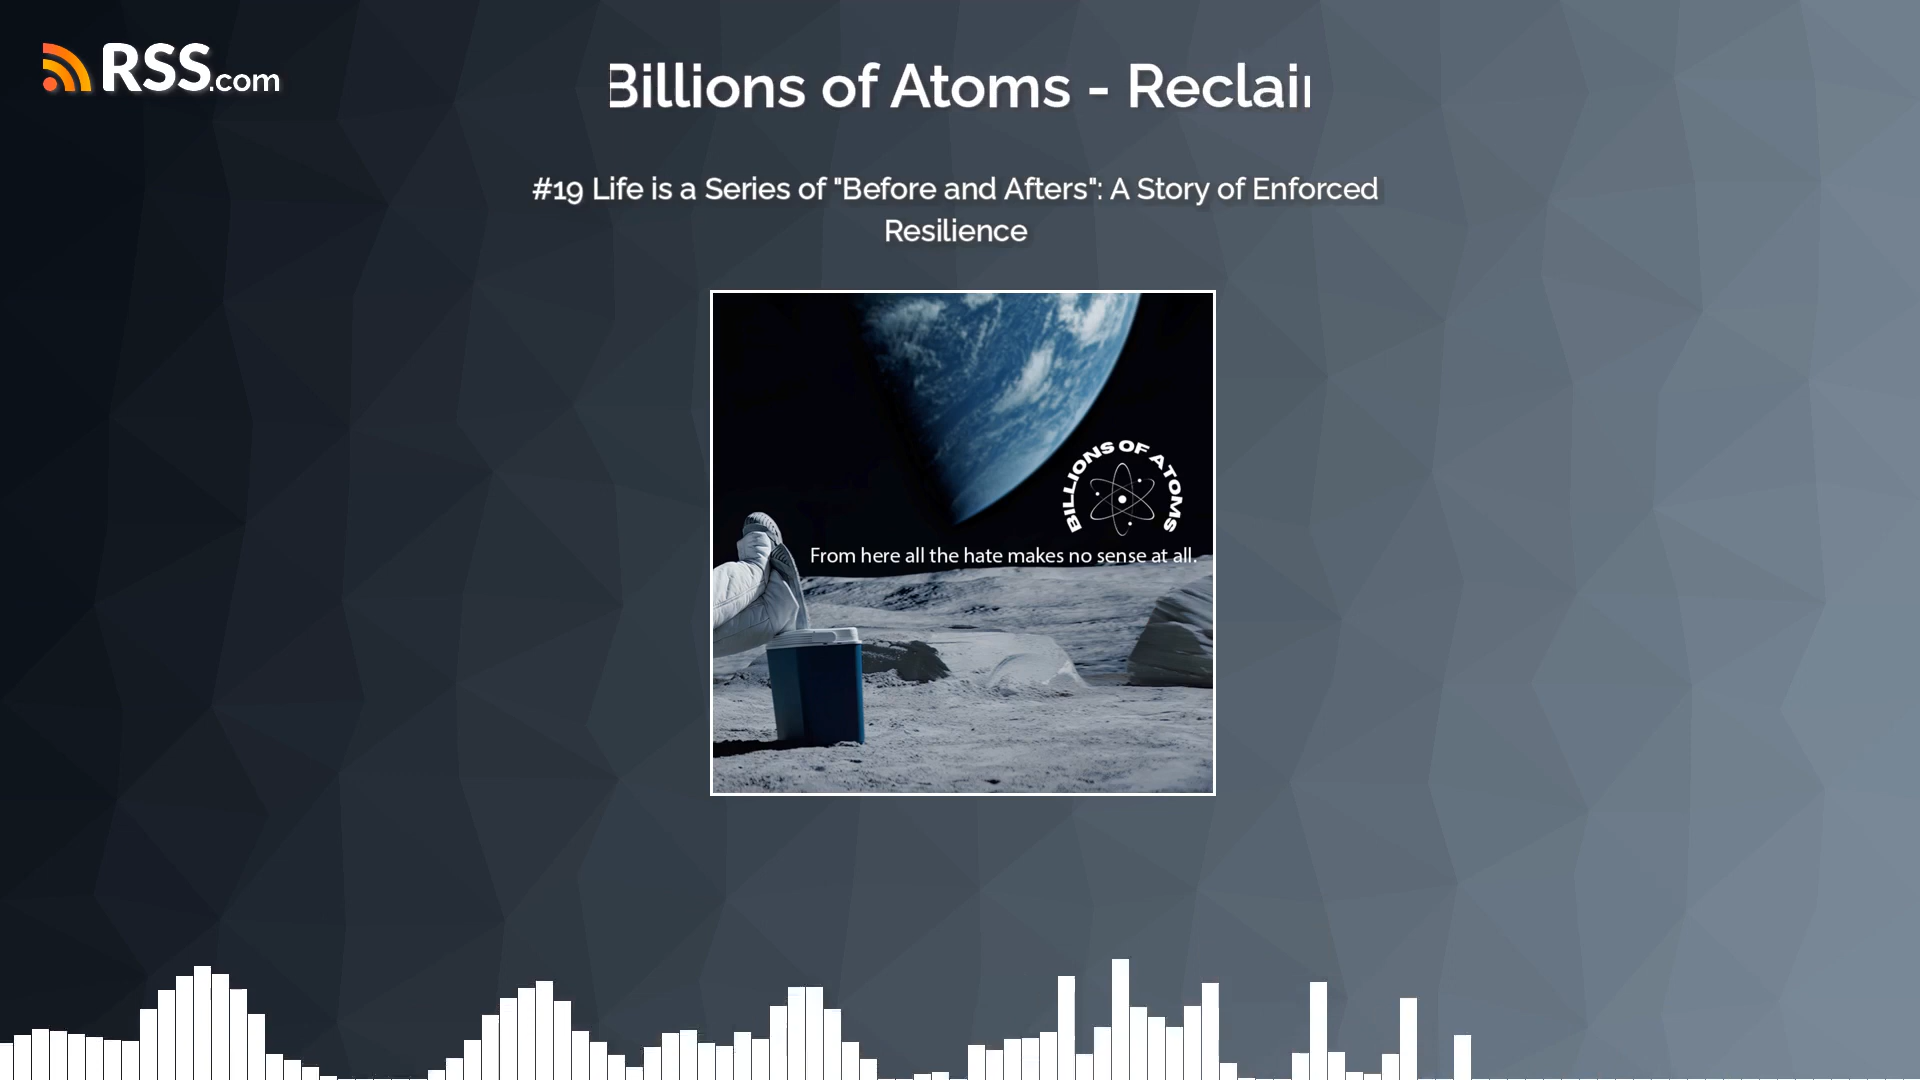 RSS.com
Billions of Atoms - Reclai
#19 Life is a Series of "Before and Afters": A Story of Enforced
Resilience
BILLIONS OF ATOMS
From here all the hate makes no sense at all.